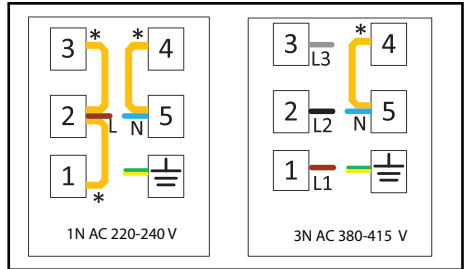 3 * * 4
2 L N 5
1 *
1N AC 220-240 V
3 L3 * 4
2 L2 N 5
1 L1
3N AC 380-415 V